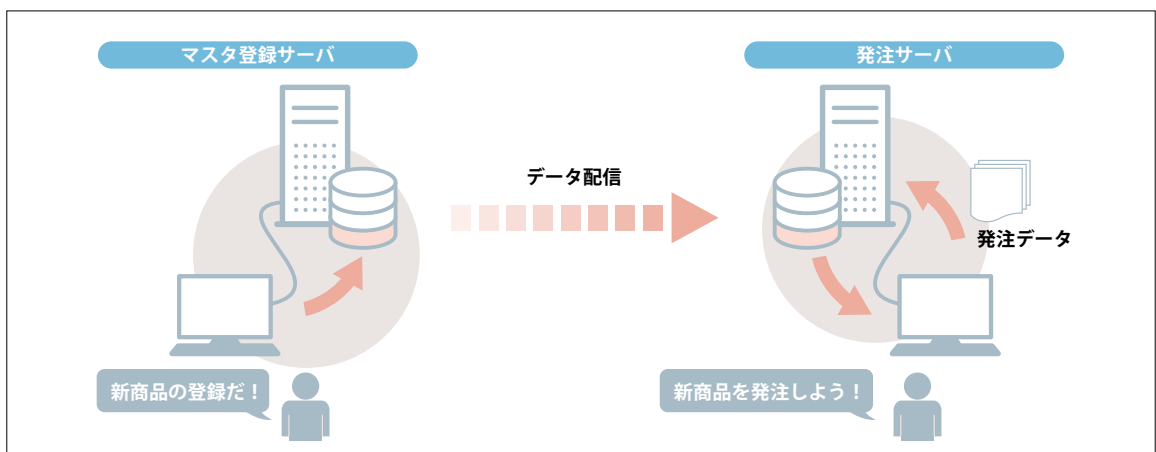 マスタ登録サーバ
発注サーバ
データ配信
発注データ
新商品の登録だ！
新商品を発注しよう！